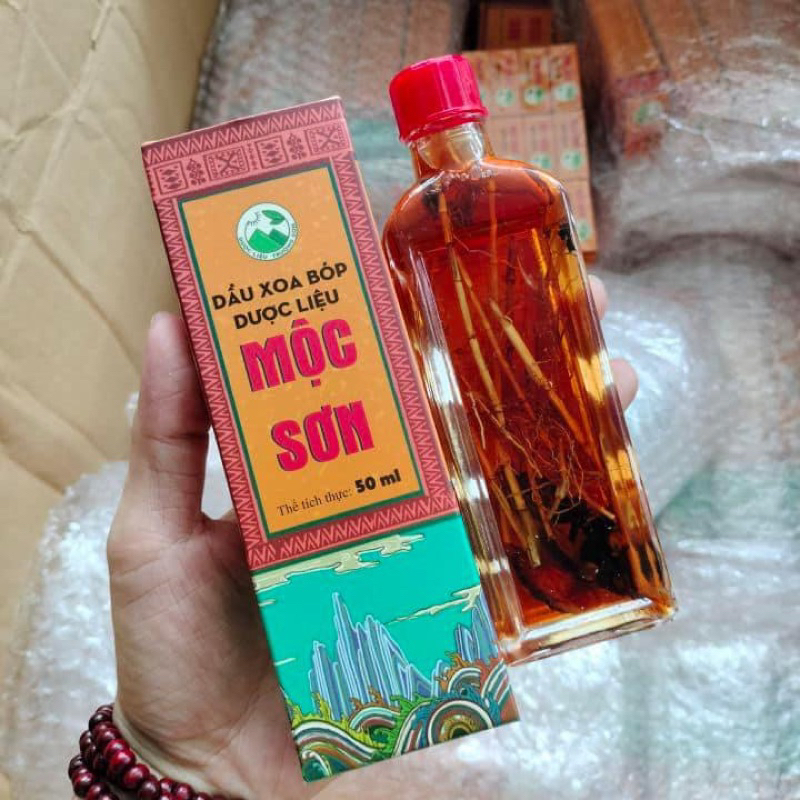 DẦU XOA BÓP
DƯỢC LIỆU
MỘC
SƠN
Thể tích thực: 50 ml